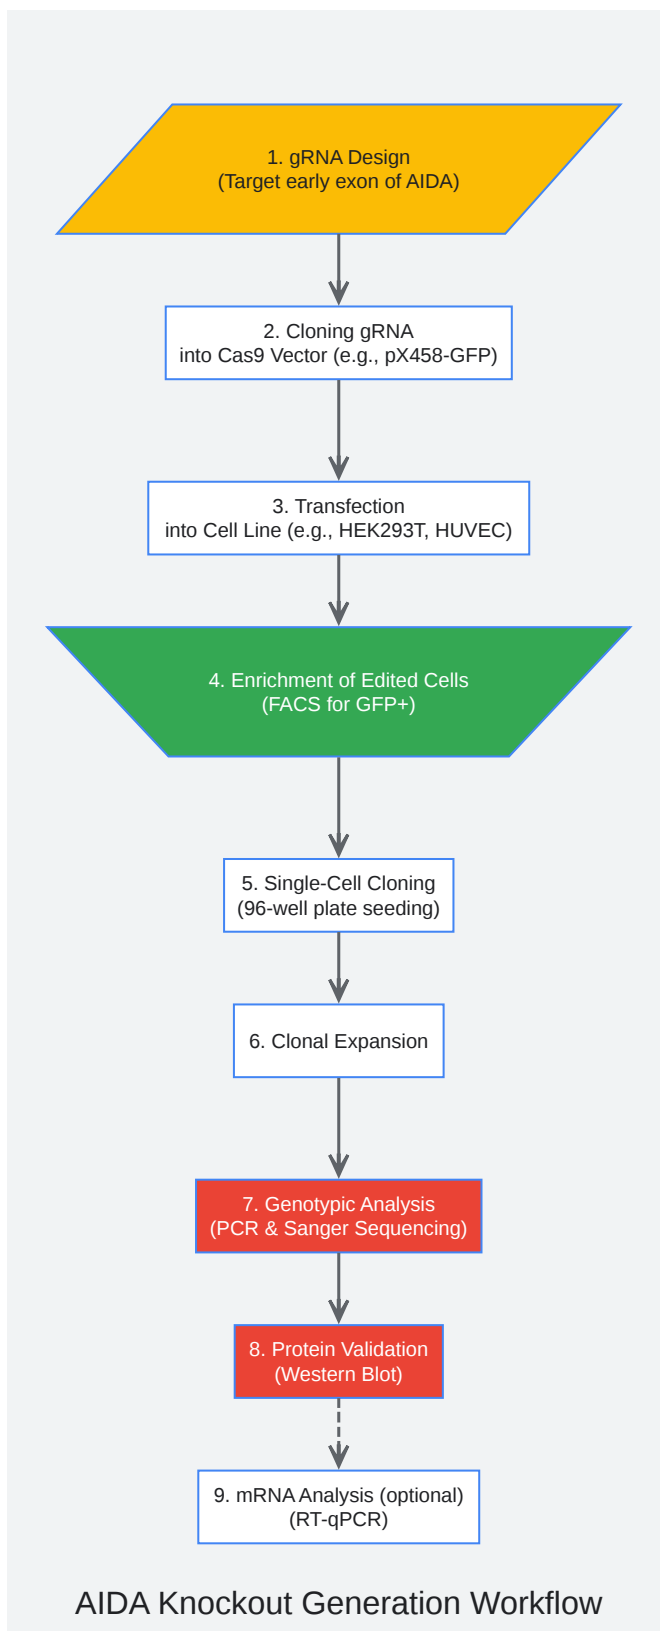 1. gRNA Design
(Target early exon of AIDA)
2. Cloning gRNA
into Cas9 Vector (e.g., pX458-GFP)
3. Transfection
into Cell Line (e.g., HEK293T, HUVEC)
4. Enrichment of Edited Cells
(FACS for GFP+)
5. Single-Cell Cloning
(96-well plate seeding)
6. Clonal Expansion
7. Genotypic Analysis
(PCR & Sanger Sequencing)
8. Protein Validation
(Western Blot)
9. mRNA Analysis (optional)
(RT-qPCR)
AIDA Knockout Generation Workflow